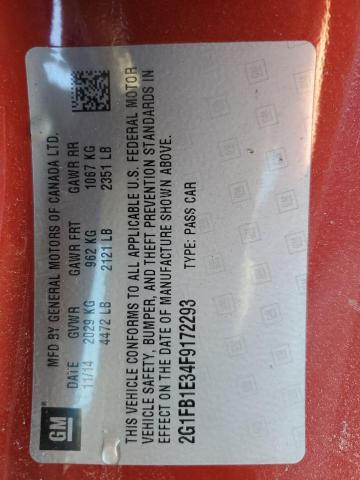 GM
MFD BY GENERAL MOTORS OF CANADA LTD.
DATE GVWR GAWR FRT GAWR RR
11/14 2029 KG 962 KG 1067 KG
4472 LB 2121 LB 2351 LB
THIS VEHICLE CONFORMS TO ALL APPLICABLE U.S. FEDERAL MOTOR
VEHICLE SAFETY, BUMPER, AND THEFT PREVENTION STANDARDS IN
EFFECT ON THE DATE OF MANUFACTURE SHOWN ABOVE.
2G1FB1E34F9172293 TYPE: PASS CAR